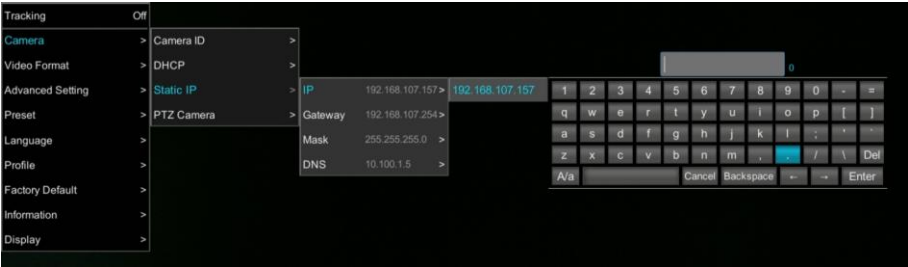 Tracking Off
Camera >
Video Format >
Advanced Setting >
Preset >
Language >
Profile >
Factory Default >
Information >
Display >
Camera ID >
DHCP >
Static IP >
PTZ Camera >
IP 192.168.107.157 >
Gateway 192.168.107.254 >
Mask 255.255.255.0 >
DNS 10.100.1.5 >
192.168.107.157
0
1 2 3 4 5 6 7 8 9 0 - =
q w e r t y u i o p [ ]
a s d f g h j k l ; ' `
z x c v b n m , . / \ Del
A/a Cancel Backspace ← → Enter